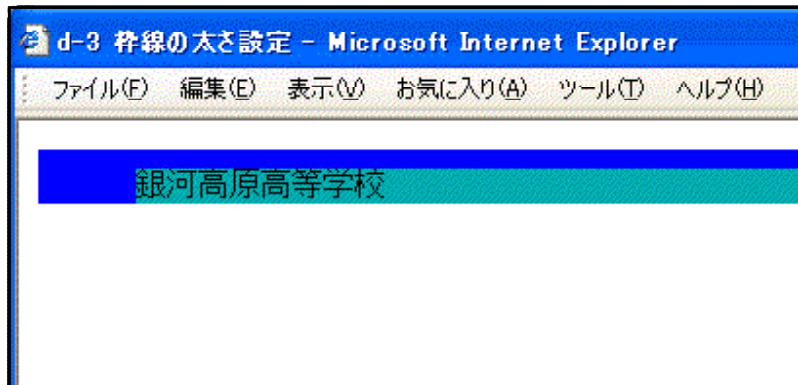 d-3 枠線の太さ設定 - Microsoft Internet Explorer
ファイル(F) 編集(E) 表示(V) お気に入り(A) ツール(T) ヘルプ(H)
銀河高原高等学校